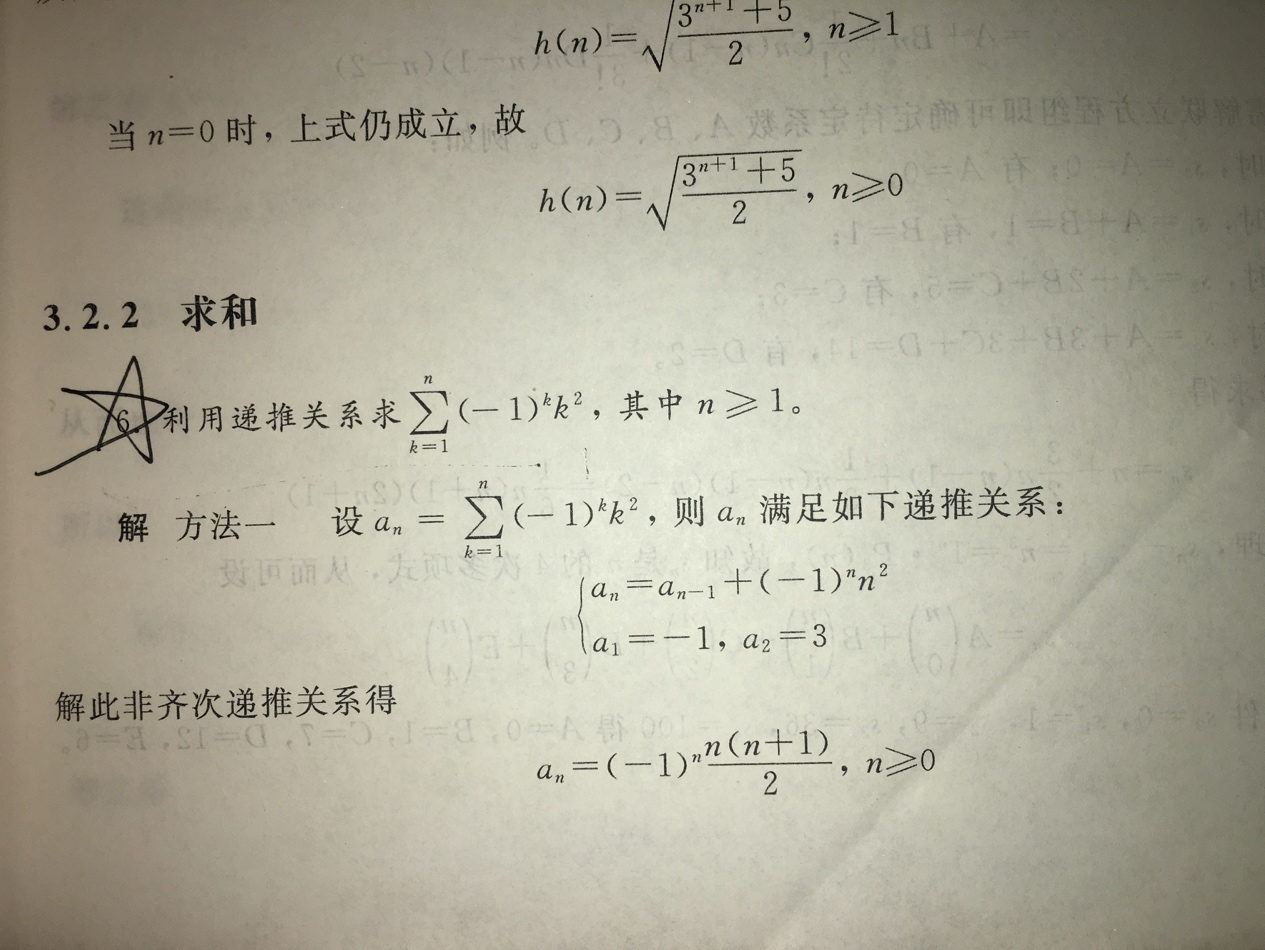 h(n)=√((3^{n+1}+5)/2), n≥1
当 n=0 时，上式仍成立，故
h(n)=√((3^{n+1}+5)/2), n≥0
3.2.2 求和
6. 利用递推关系求 ∑_{k=1}^{n}(-1)^k k^2，其中 n≥1。
解 方法一 设 a_n = ∑_{k=1}^{n}(-1)^k k^2，则 a_n 满足如下递推关系：
{ a_n=a_{n-1}+(-1)^n n^2
a_1=-1, a_2=3
解此非齐次递推关系得
a_n=(-1)^n n(n+1)/2, n≥0